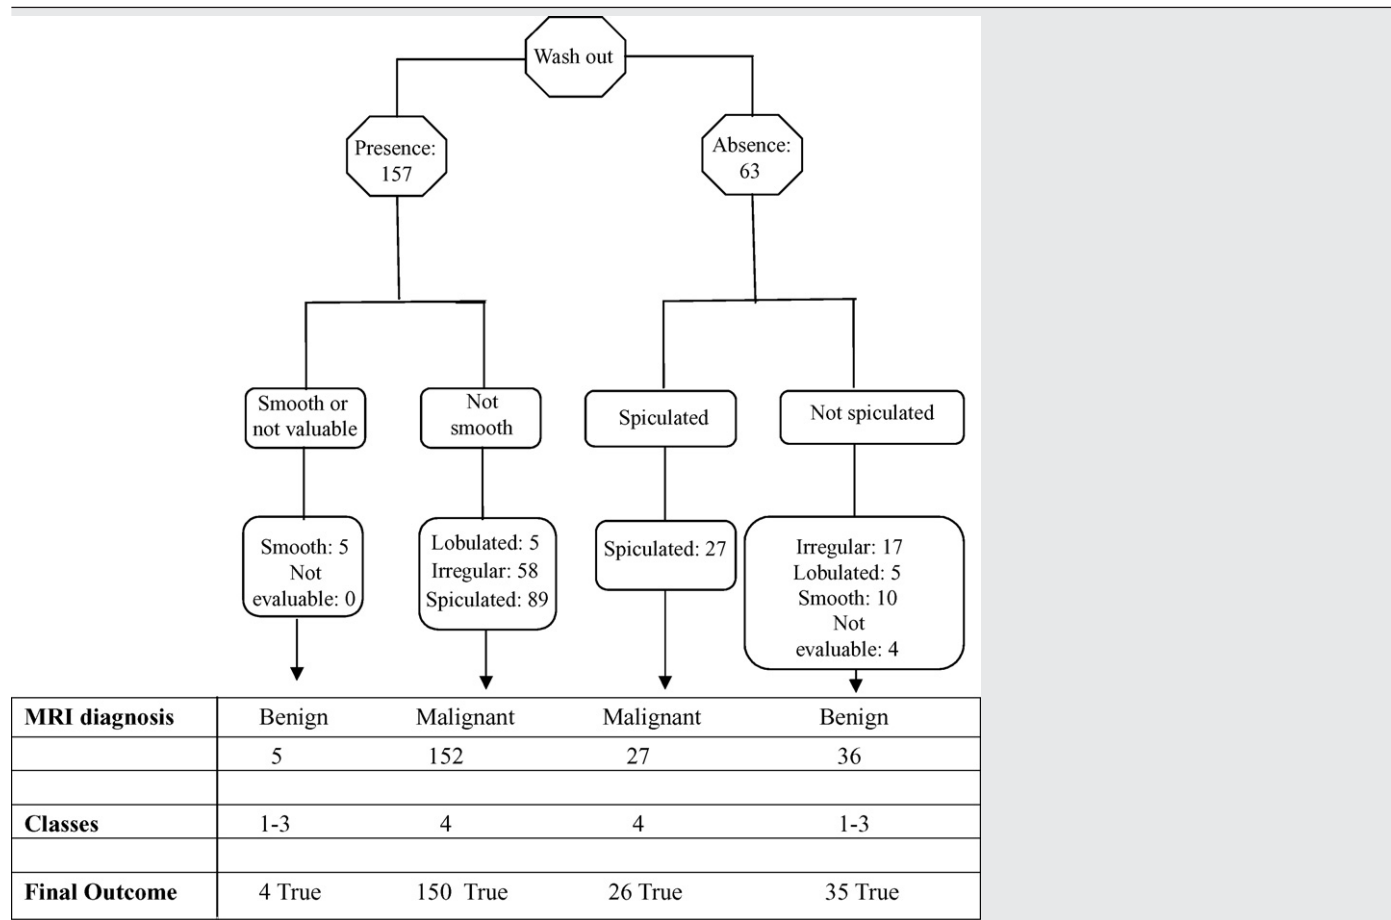 Wash out
Presence:
157
Absence:
63
Smooth or
not valuable
Not
smooth
Spiculated
Not spiculated
Smooth: 5
Not
evaluable: 0
Lobulated: 5
Irregular: 58
Spiculated: 89
Spiculated: 27
Irregular: 17
Lobulated: 5
Smooth: 10
Not
evaluable: 4
MRI diagnosis Benign Malignant Malignant Benign
5 152 27 36
Classes 1-3 4 4 1-3
Final Outcome 4 True 150 True 26 True 35 True